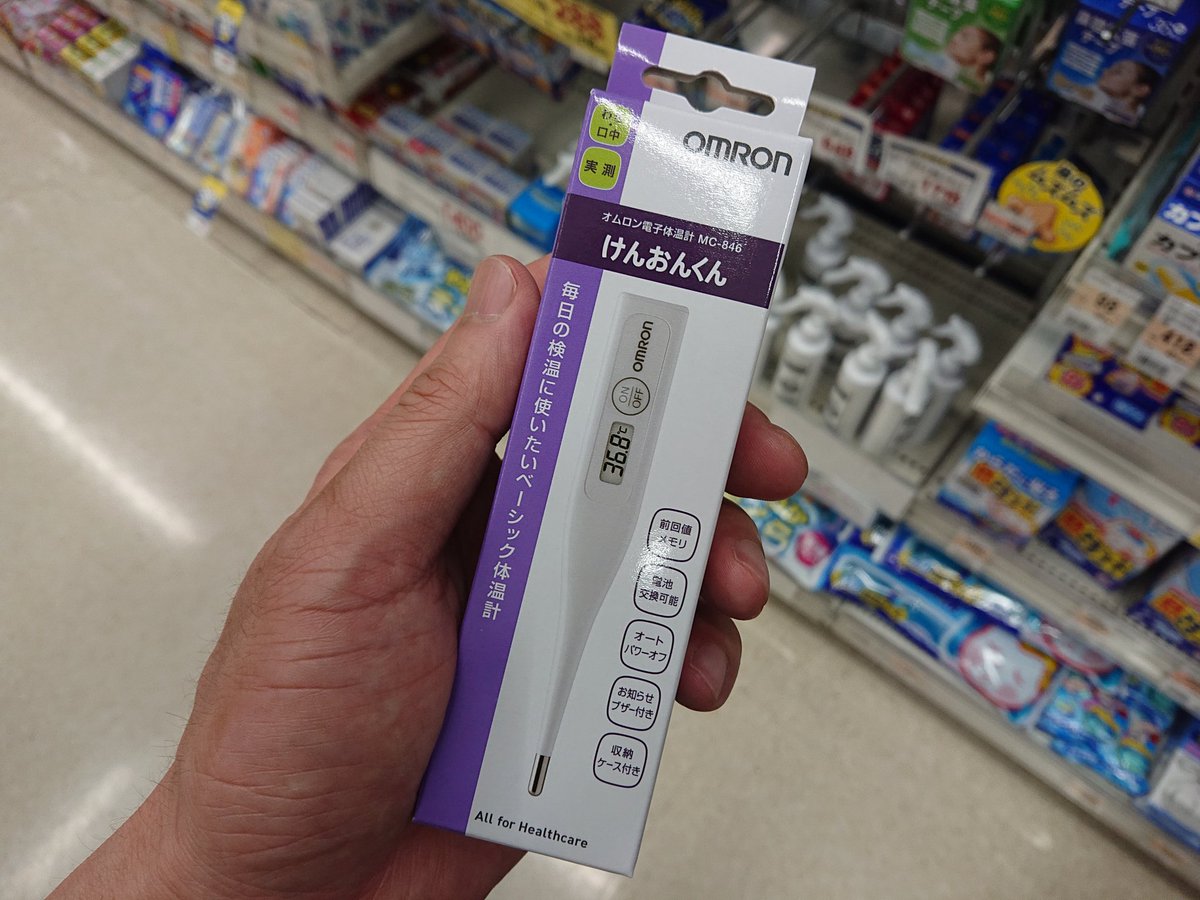 わき
口中
実測
OMRON
オムロン電子体温計 MC-846
けんおんくん
毎日の検温に使いたいベーシック体温計
OMRON
ON
OFF
36.8℃
前回値
メモリ
電池
交換可能
オート
パワーオフ
お知らせ
ブザー付き
収納
ケース付き
All for Healthcare